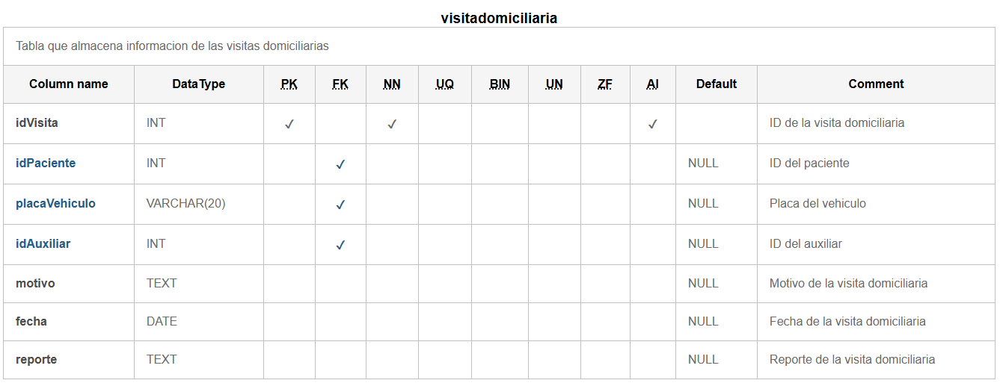 visitadomiciliaria
Tabla que almacena informacion de las visitas domiciliarias
Column name DataType PK FK NN UQ BIN UN ZF AI Default Comment
idVisita INT ✓ ✓ ✓ ID de la visita domiciliaria
idPaciente INT ✓ NULL ID del paciente
placaVehiculo VARCHAR(20) ✓ NULL Placa del vehiculo
idAuxiliar INT ✓ NULL ID del auxiliar
motivo TEXT NULL Motivo de la visita domiciliaria
fecha DATE NULL Fecha de la visita domiciliaria
reporte TEXT NULL Reporte de la visita domiciliaria